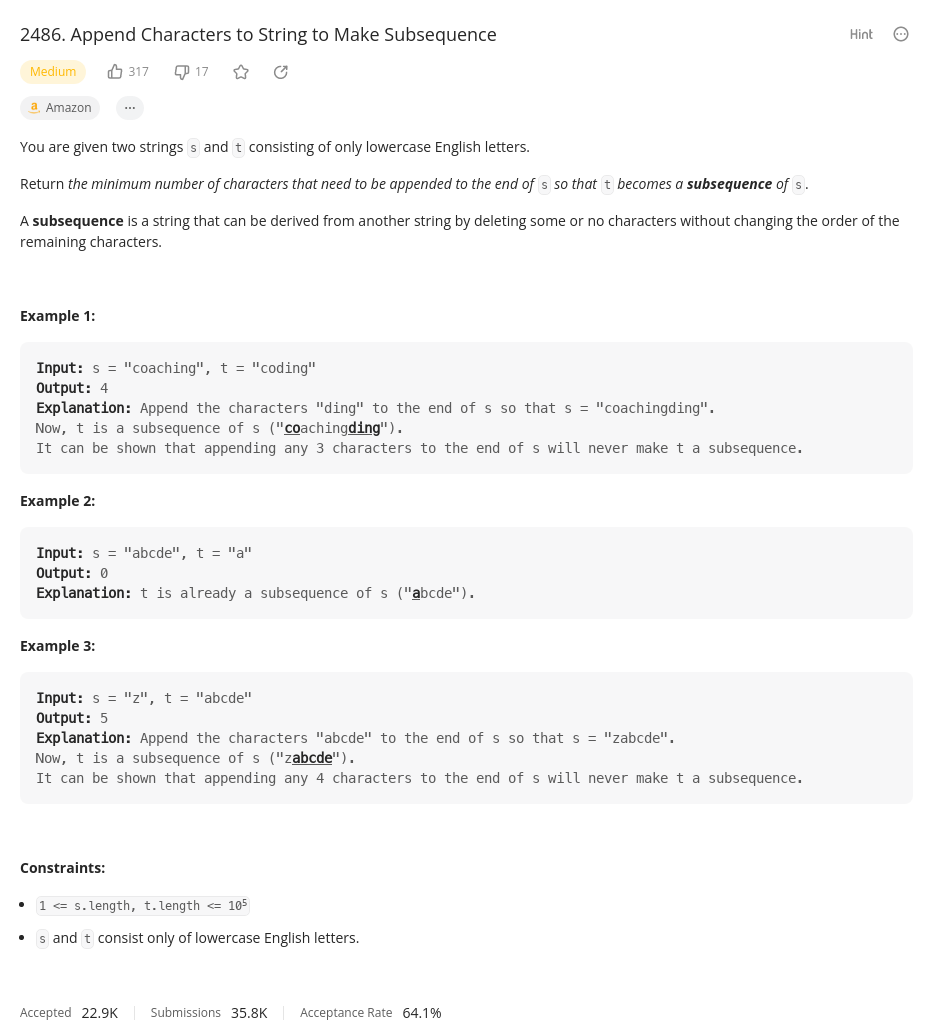 2486. Append Characters to String to Make Subsequence
Hint
Medium 317 17
a Amazon ...
You are given two strings s and t consisting of only lowercase English letters.
Return the minimum number of characters that need to be appended to the end of s so that t becomes a subsequence of s.
A subsequence is a string that can be derived from another string by deleting some or no characters without changing the order of the
remaining characters.
Example 1:
Input: s = "coaching", t = "coding"
Output: 4
Explanation: Append the characters "ding" to the end of s so that s = "coachingding".
Now, t is a subsequence of s ("coachingding").
It can be shown that appending any 3 characters to the end of s will never make t a subsequence.
Example 2:
Input: s = "abcde", t = "a"
Output: 0
Explanation: t is already a subsequence of s ("abcde").
Example 3:
Input: s = "z", t = "abcde"
Output: 5
Explanation: Append the characters "abcde" to the end of s so that s = "zabcde".
Now, t is a subsequence of s ("zabcde").
It can be shown that appending any 4 characters to the end of s will never make t a subsequence.
Constraints:
• 1 <= s.length, t.length <= 10⁵
• s and t consist only of lowercase English letters.
Accepted 22.9K Submissions 35.8K Acceptance Rate 64.1%